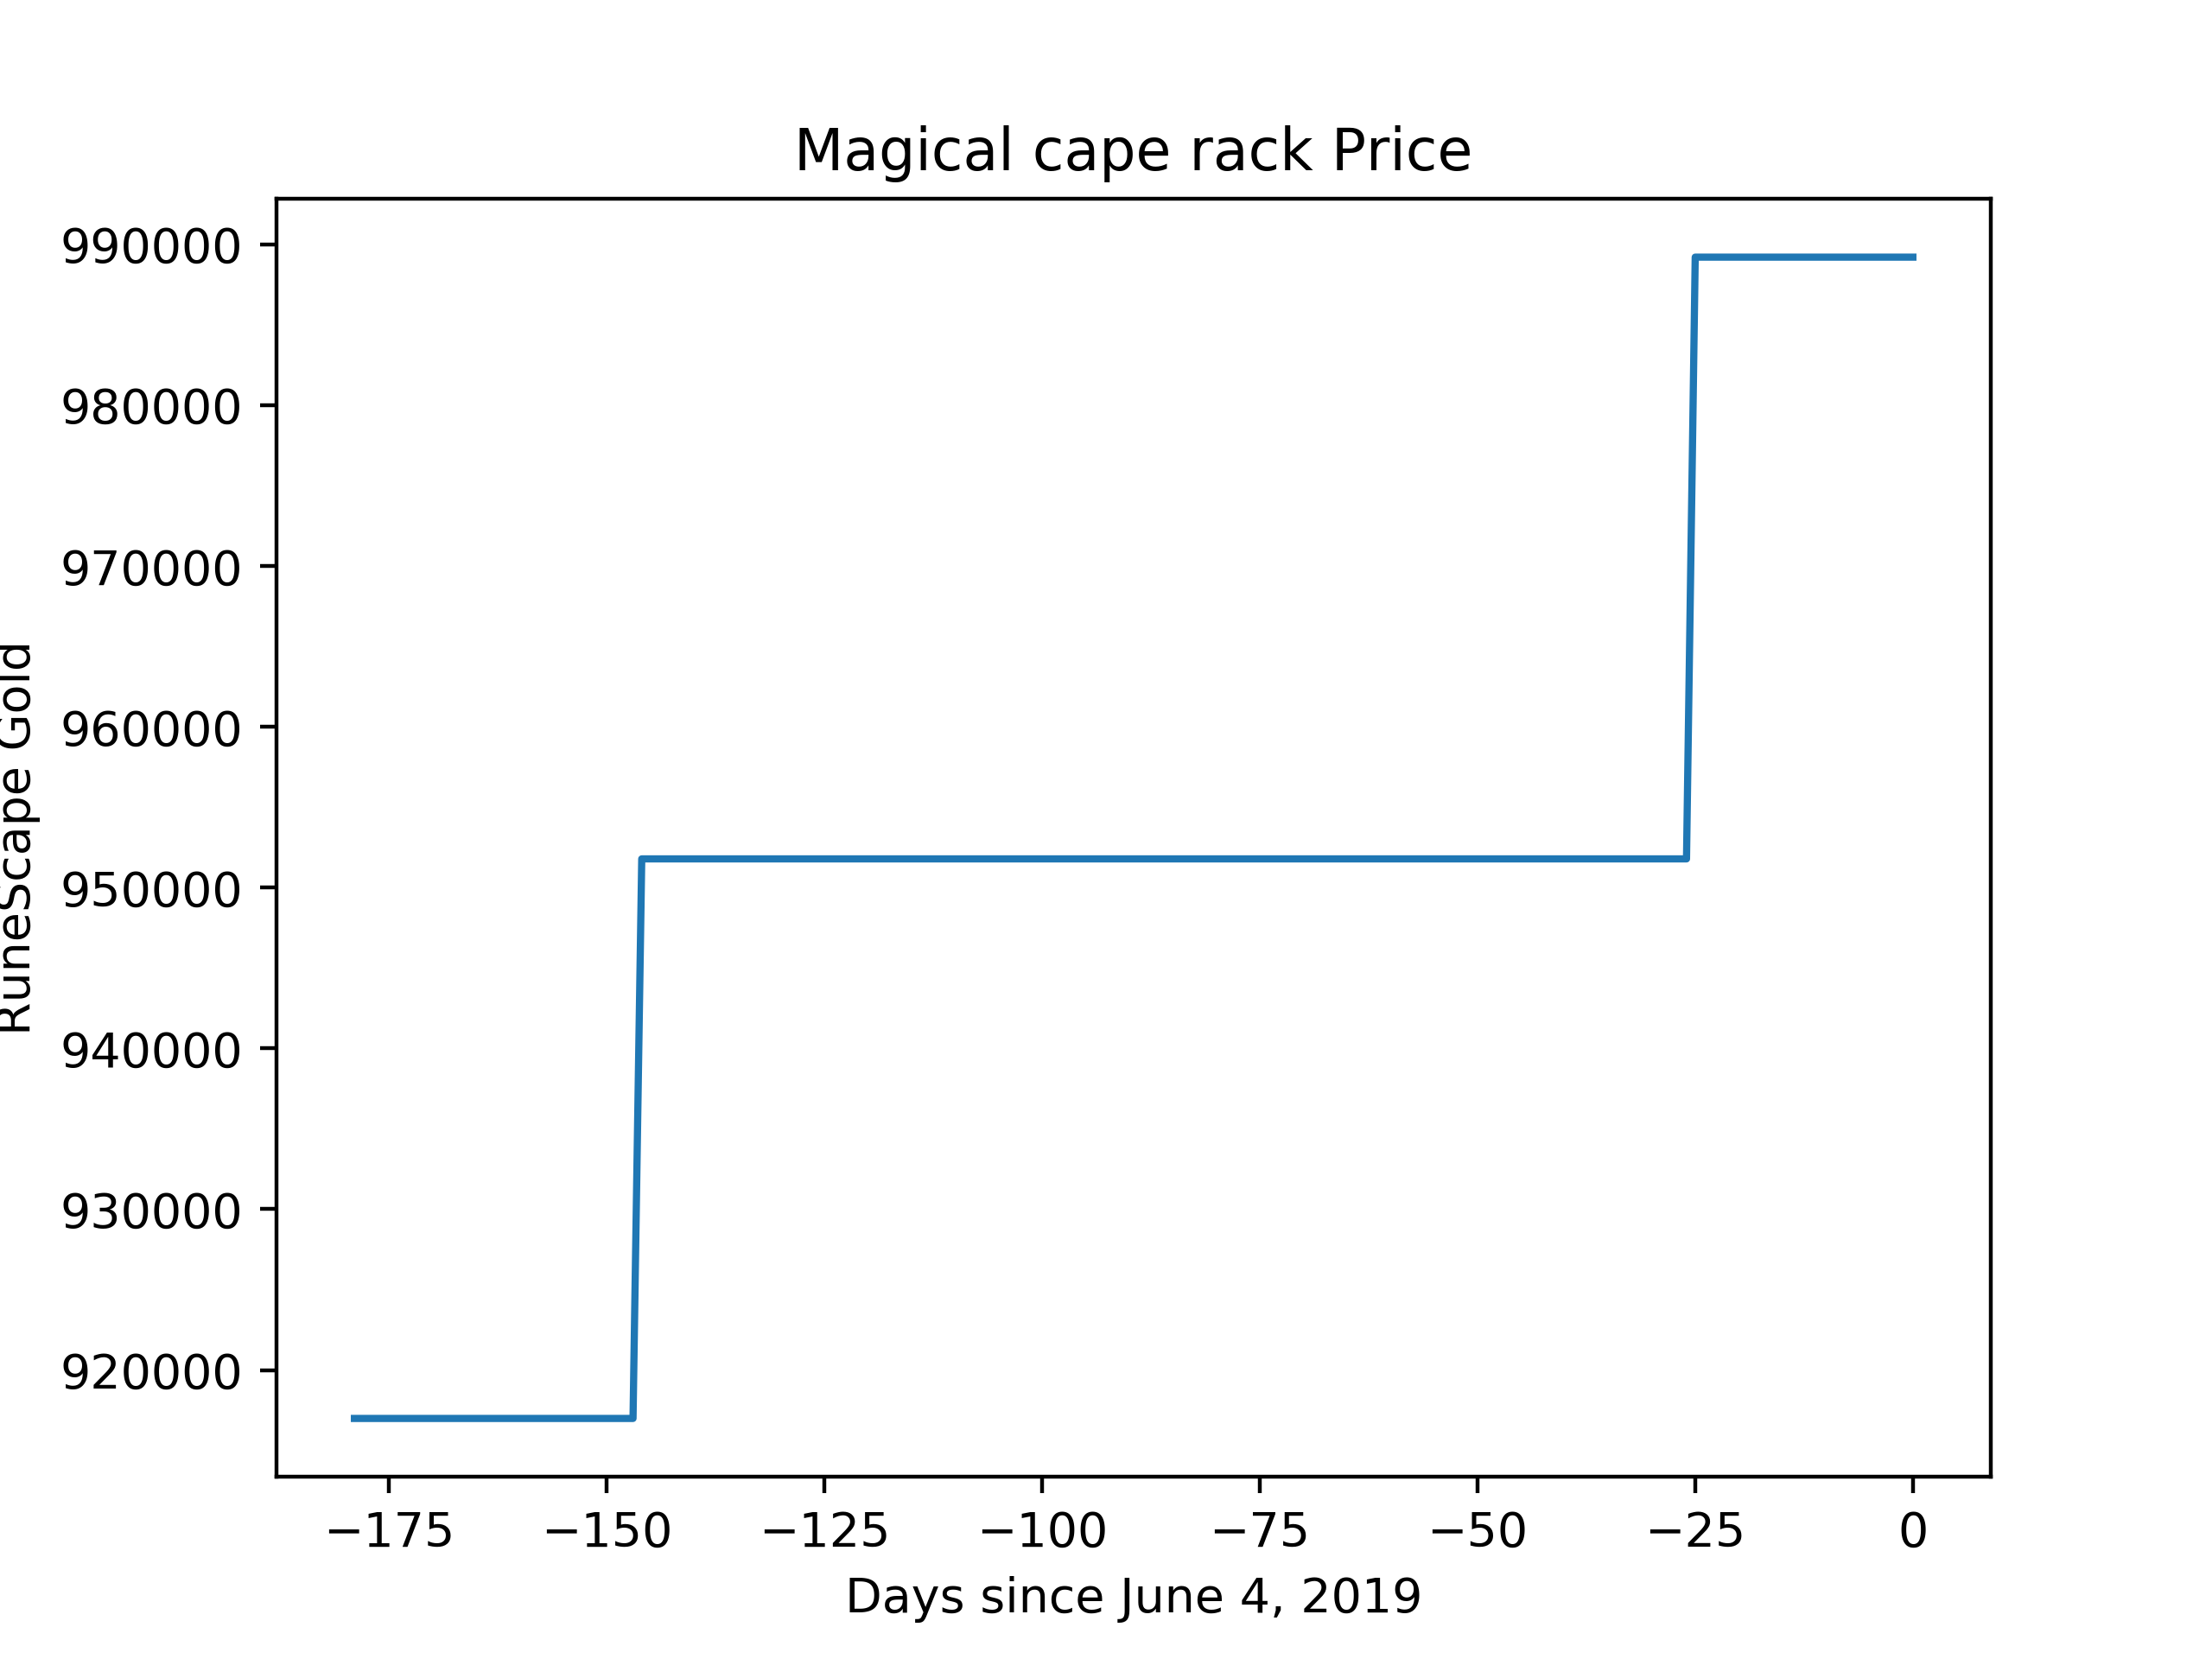 Magical cape rack Price
990000
980000
970000
960000
950000
940000
930000
920000
RuneScape Gold
−175 −150 −125 −100 −75 −50 −25 0
Days since June 4, 2019